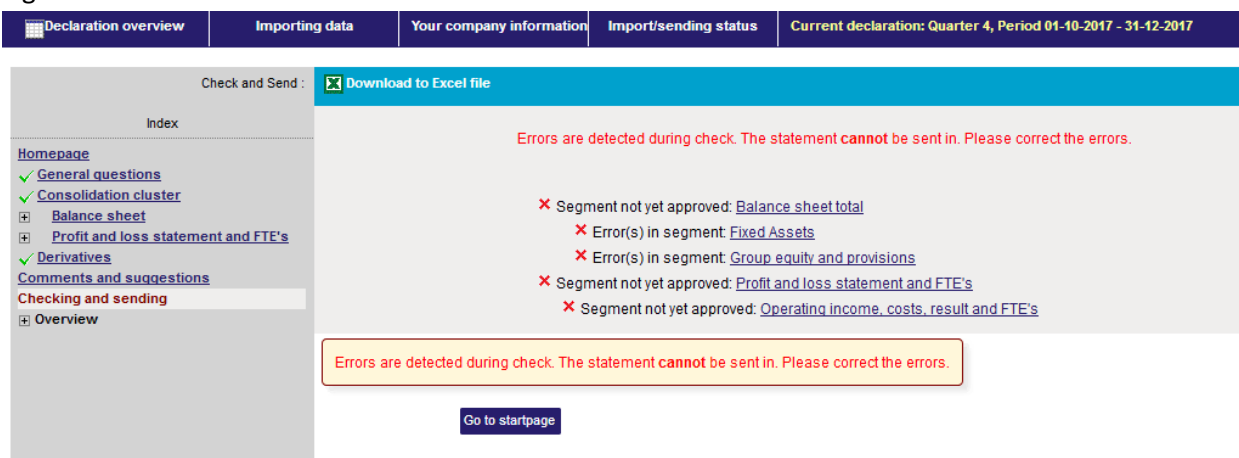 Declaration overview
Importing data
Your company information
Import/sending status
Current declaration: Quarter 4, Period 01-10-2017 - 31-12-2017
Check and Send :
Download to Excel file
Index
Homepage
General questions
Consolidation cluster
Balance sheet
Profit and loss statement and FTE's
Derivatives
Comments and suggestions
Checking and sending
Overview
Errors are detected during check. The statement cannot be sent in. Please correct the errors.
Segment not yet approved: Balance sheet total
Error(s) in segment: Fixed Assets
Error(s) in segment: Group equity and provisions
Segment not yet approved: Profit and loss statement and FTE's
Segment not yet approved: Operating income, costs, result and FTE's
Errors are detected during check. The statement cannot be sent in. Please correct the errors.
Go to startpage